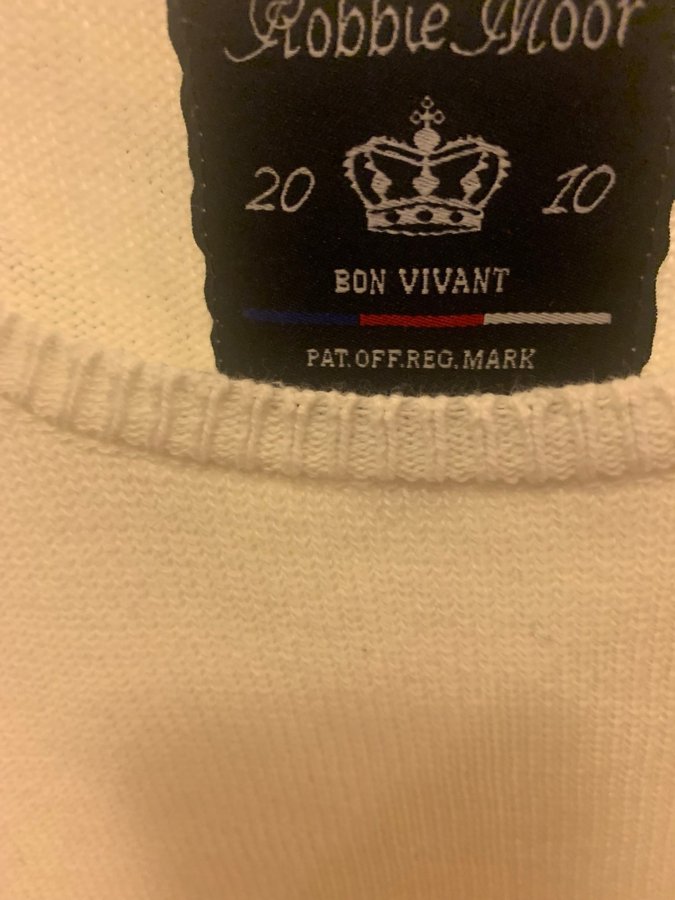 Robbie Moor
20 10
BON VIVANT
PAT.OFF.REG.MARK